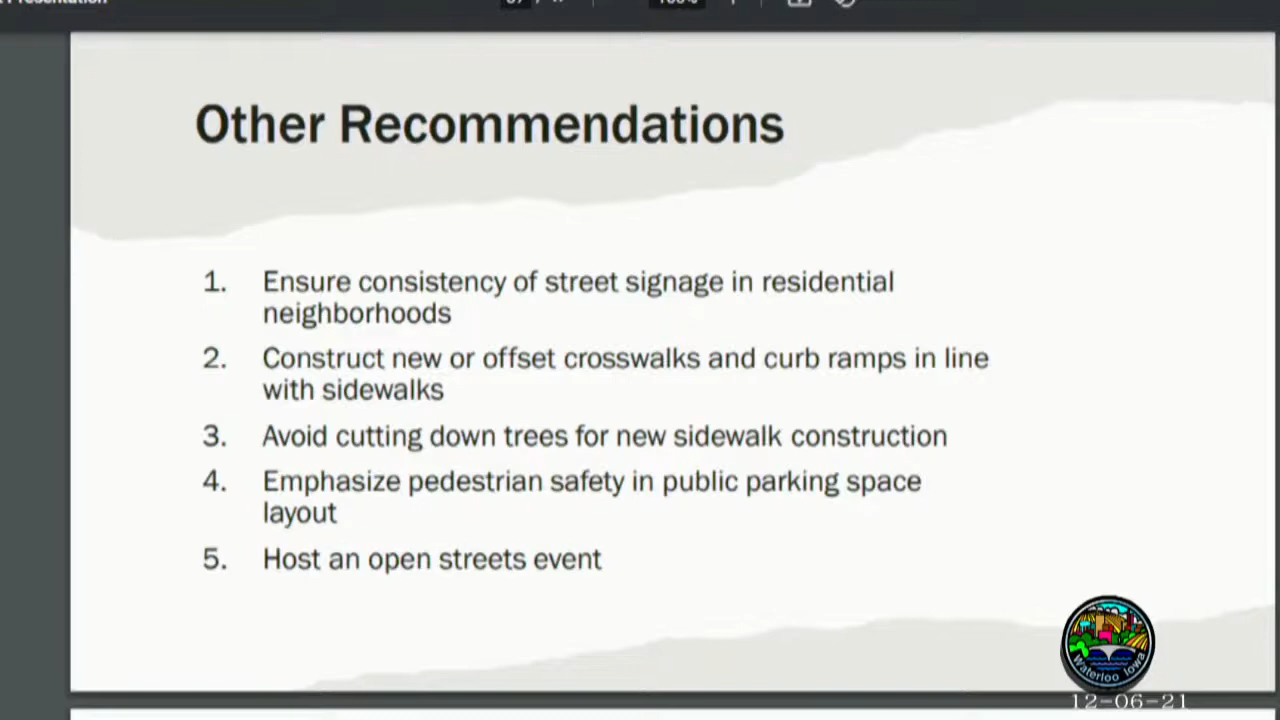 Presentation
Other Recommendations
1. Ensure consistency of street signage in residential
neighborhoods
2. Construct new or offset crosswalks and curb ramps in line
with sidewalks
3. Avoid cutting down trees for new sidewalk construction
4. Emphasize pedestrian safety in public parking space
layout
5. Host an open streets event
Waterloo Iowa
12-06-21